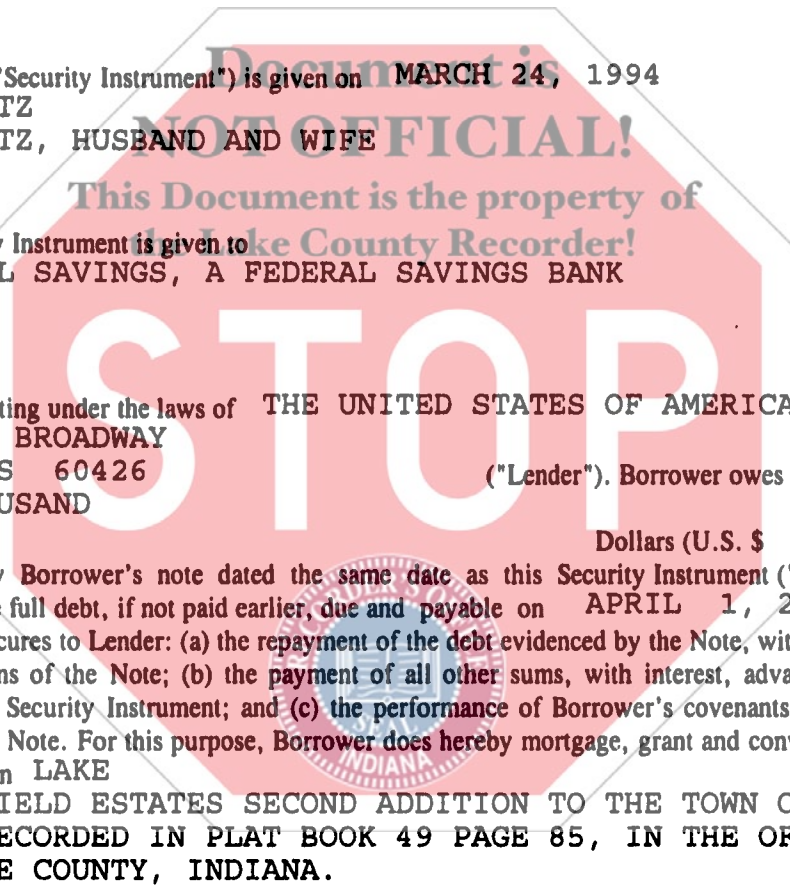 Document is
"Security Instrument") is given on MARCH 24, 1994
TZ
NOT OFFICIAL!
TZ, HUSBAND AND WIFE
This Document is the property of
the Lake County Recorder!
Instrument is given to
L SAVINGS, A FEDERAL SAVINGS BANK
STOP
ting under the laws of THE UNITED STATES OF AMERICA
BROADWAY
S 60426 ("Lender"). Borrower owes
USAND
Dollars (U.S. $
y Borrower's note dated the same date as this Security Instrument ("
e full debt, if not paid earlier, due and payable on APRIL 1, 2
cures to Lender: (a) the repayment of the debt evidenced by the Note, wit
ns of the Note; (b) the payment of all other sums, with interest, adva
Security Instrument; and (c) the performance of Borrower's covenants
Note. For this purpose, Borrower does hereby mortgage, grant and conv
n LAKE
RECORDER'S OFFICE
SEAL
INDIANA
IELD ESTATES SECOND ADDITION TO THE TOWN O
ECORDED IN PLAT BOOK 49 PAGE 85, IN THE OF
E COUNTY, INDIANA.